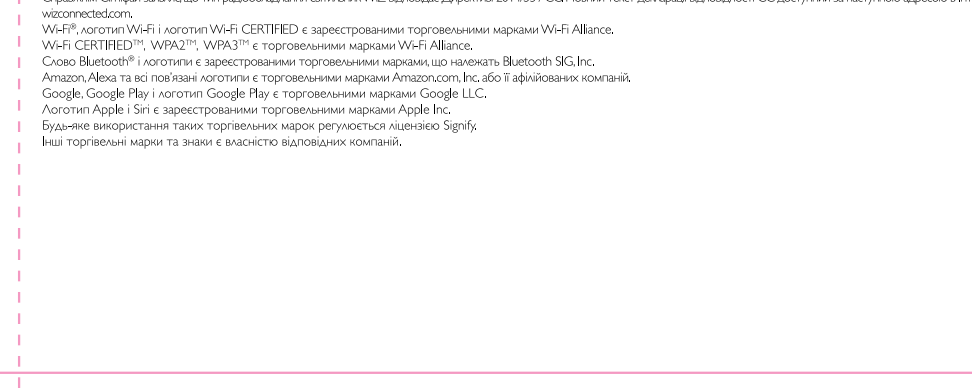 wizconnected.com.
Wi-Fi®, логотип Wi-Fi і логотип Wi-Fi CERTIFIED є зареєстрованими торговельними марками Wi-Fi Alliance.
Wi-Fi CERTIFIED™, WPA2™, WPA3™ є торговельними марками Wi-Fi Alliance.
Слово Bluetooth® і логотипи є зареєстрованими торговельними марками, що належать Bluetooth SIG, Inc.
Amazon, Alexa та всі пов'язані логотипи є торговельними марками Amazon.com, Inc. або її афілійованих компаній.
Google, Google Play і логотип Google Play є торговельними марками Google LLC.
Логотип Apple і Siri є зареєстрованими торговельними марками Apple Inc.
Будь-яке використання таких торгівельних марок регулюється ліцензією Signify.
Інші торгівельні марки та знаки є власністю відповідних компаній.